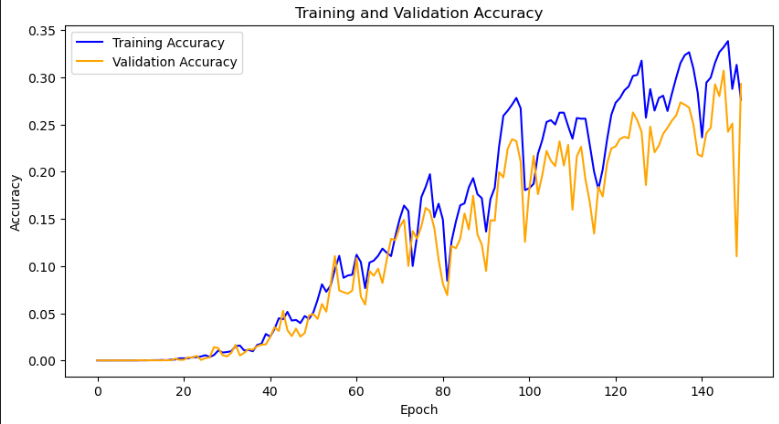 Training and Validation Accuracy
Training Accuracy
Validation Accuracy
Accuracy
0.35
0.30
0.25
0.20
0.15
0.10
0.05
0.00
0 20 40 60 80 100 120 140
Epoch